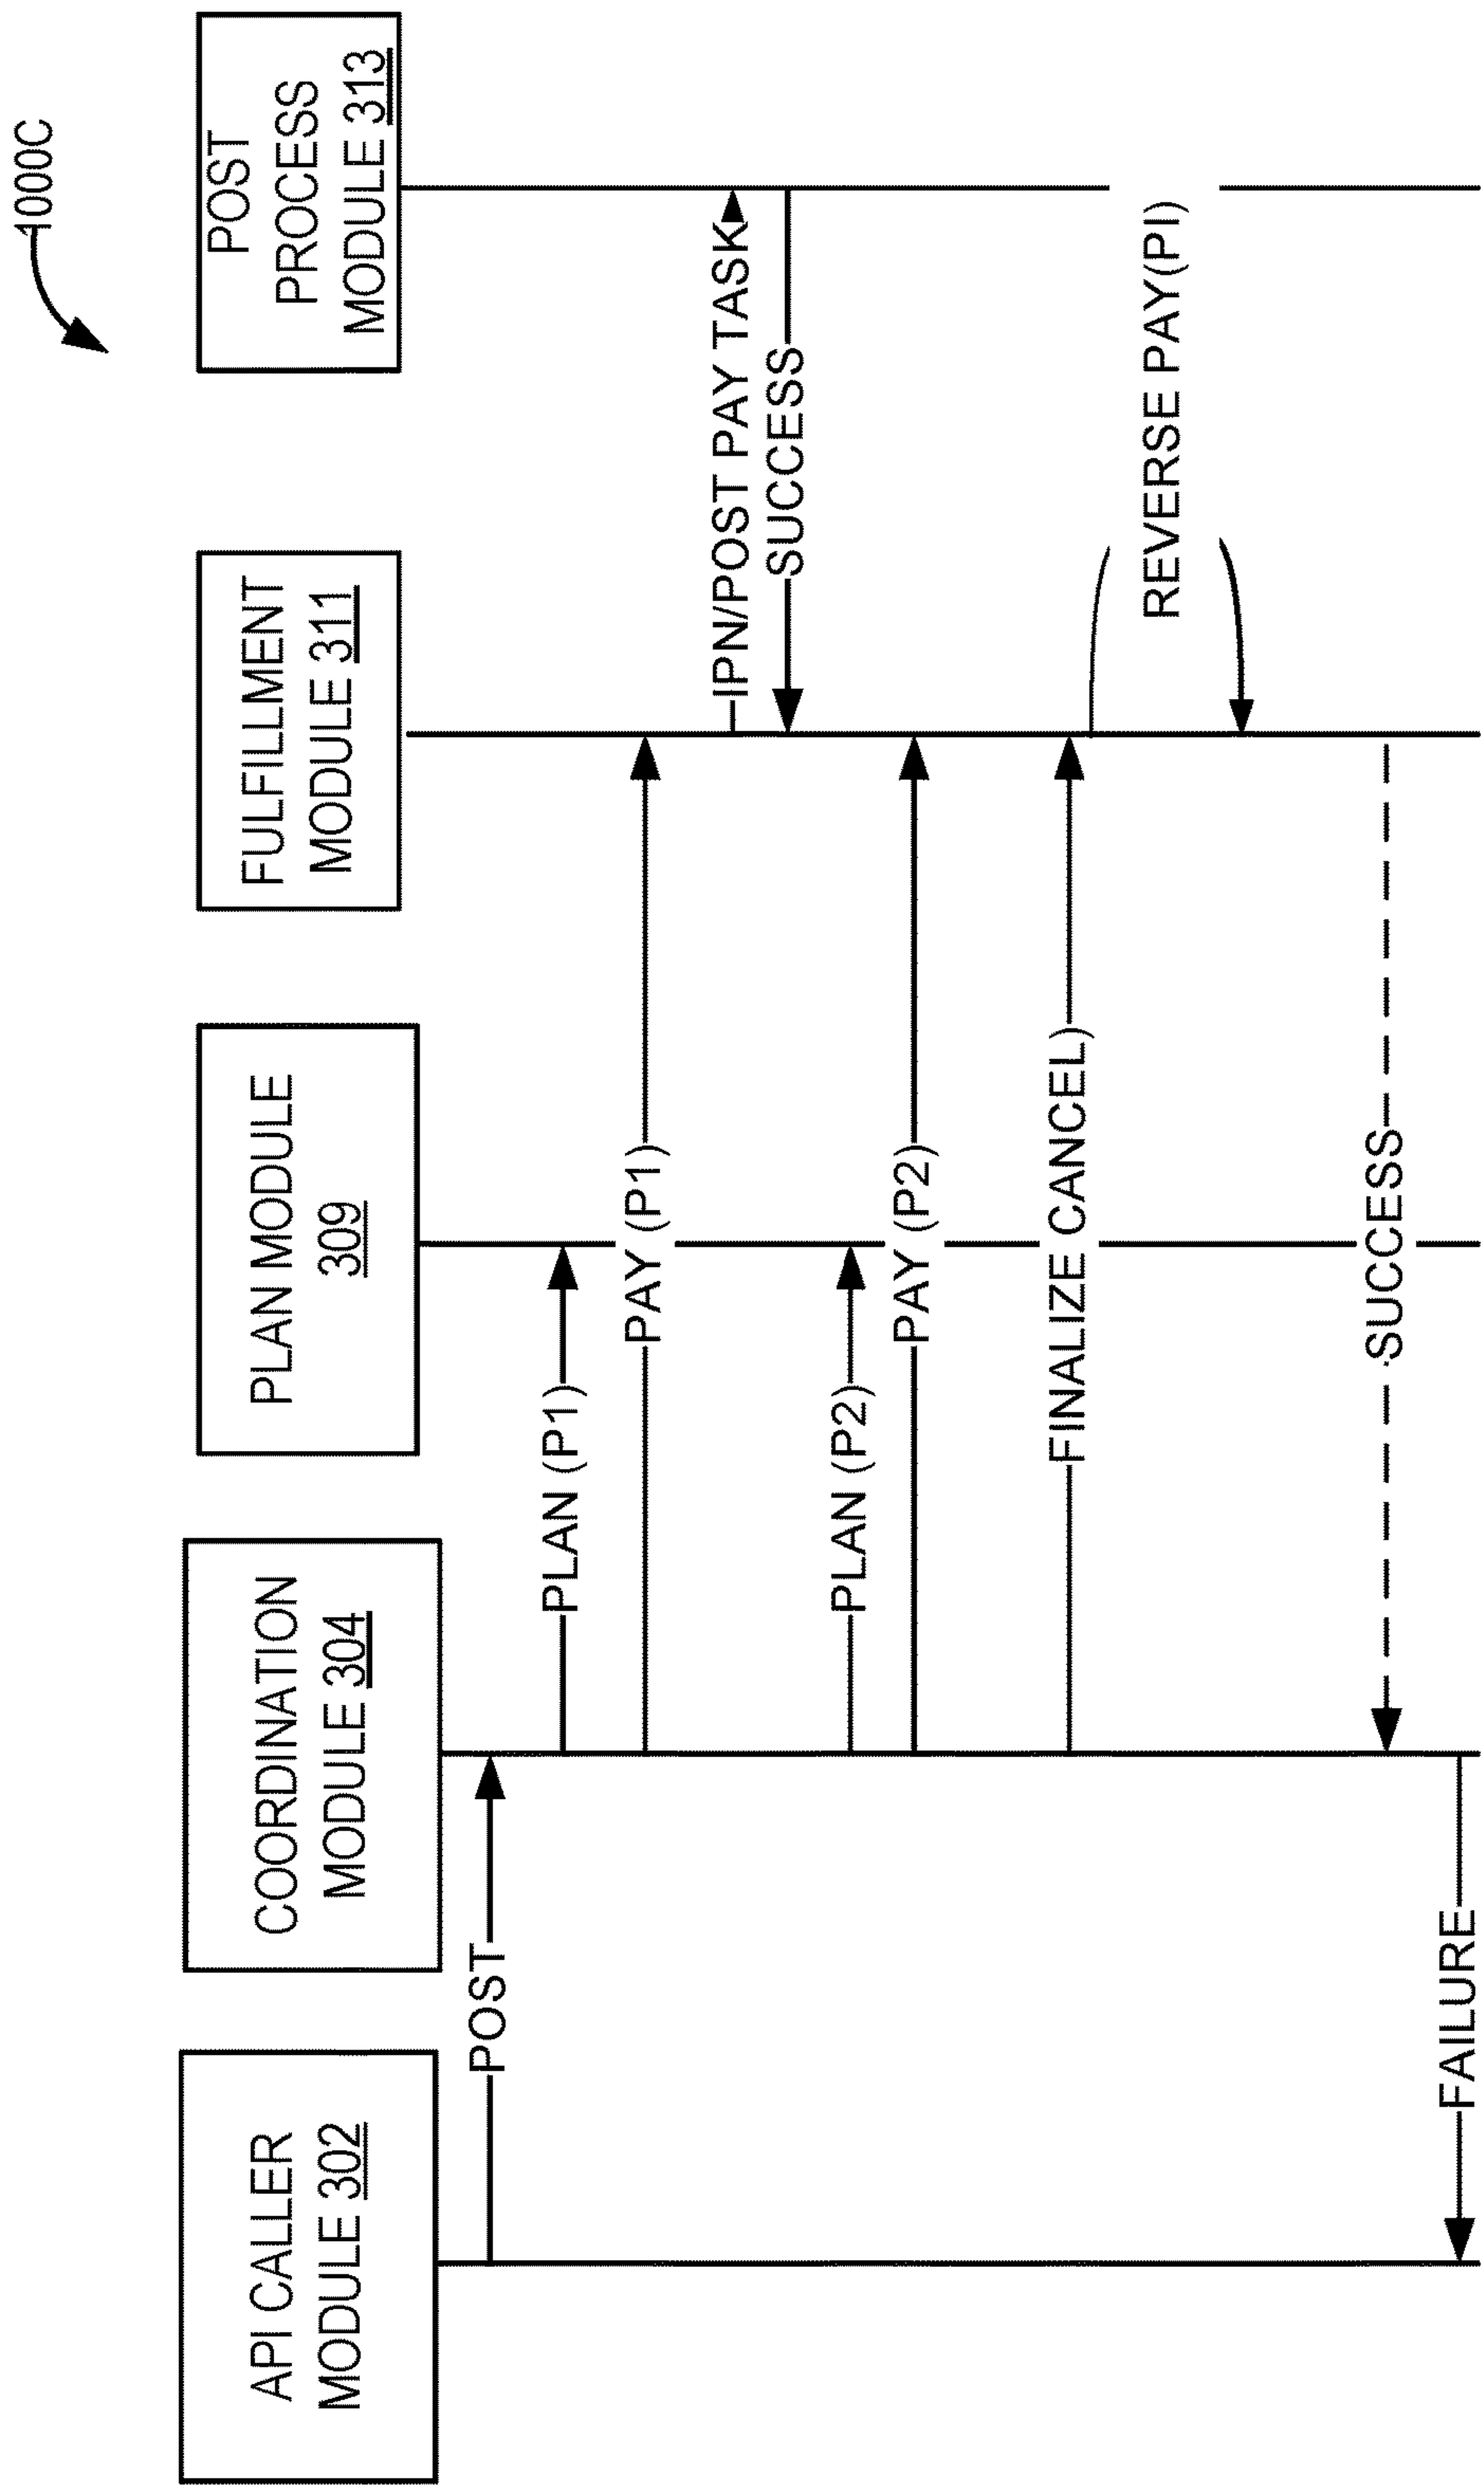 1000C
API CALLER
MODULE 302
COORDINATION
MODULE 304
PLAN MODULE
309
FULFILLMENT
MODULE 311
POST
PROCESS
MODULE 313
POST
PLAN (P1)
PAY (P1)
IPN/POST PAY TASK
SUCCESS
PLAN (P2)
PAY (P2)
FINALIZE CANCEL)
REVERSE PAY(PI)
SUCCESS
FAILURE